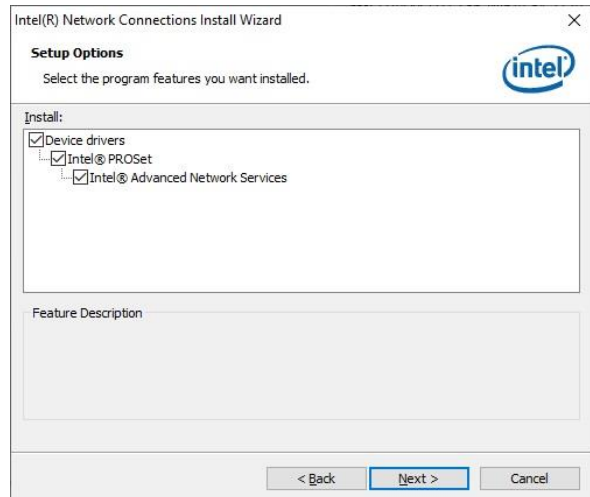 Intel(R) Network Connections Install Wizard
Setup Options
Select the program features you want installed.
intel
Install:
Device drivers
Intel® PROSet
Intel® Advanced Network Services
Feature Description
< Back
Next >
Cancel